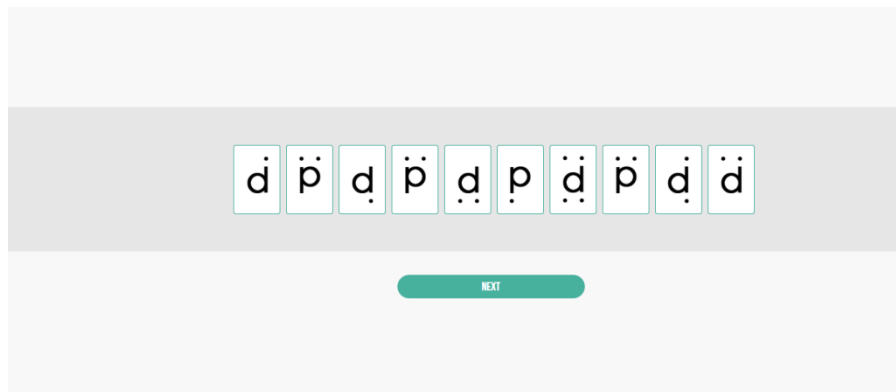 ḋ p̈ ḍ p̈ d̤ p̣ d̤̈ p̈ ḍ̇ d̈
NEXT